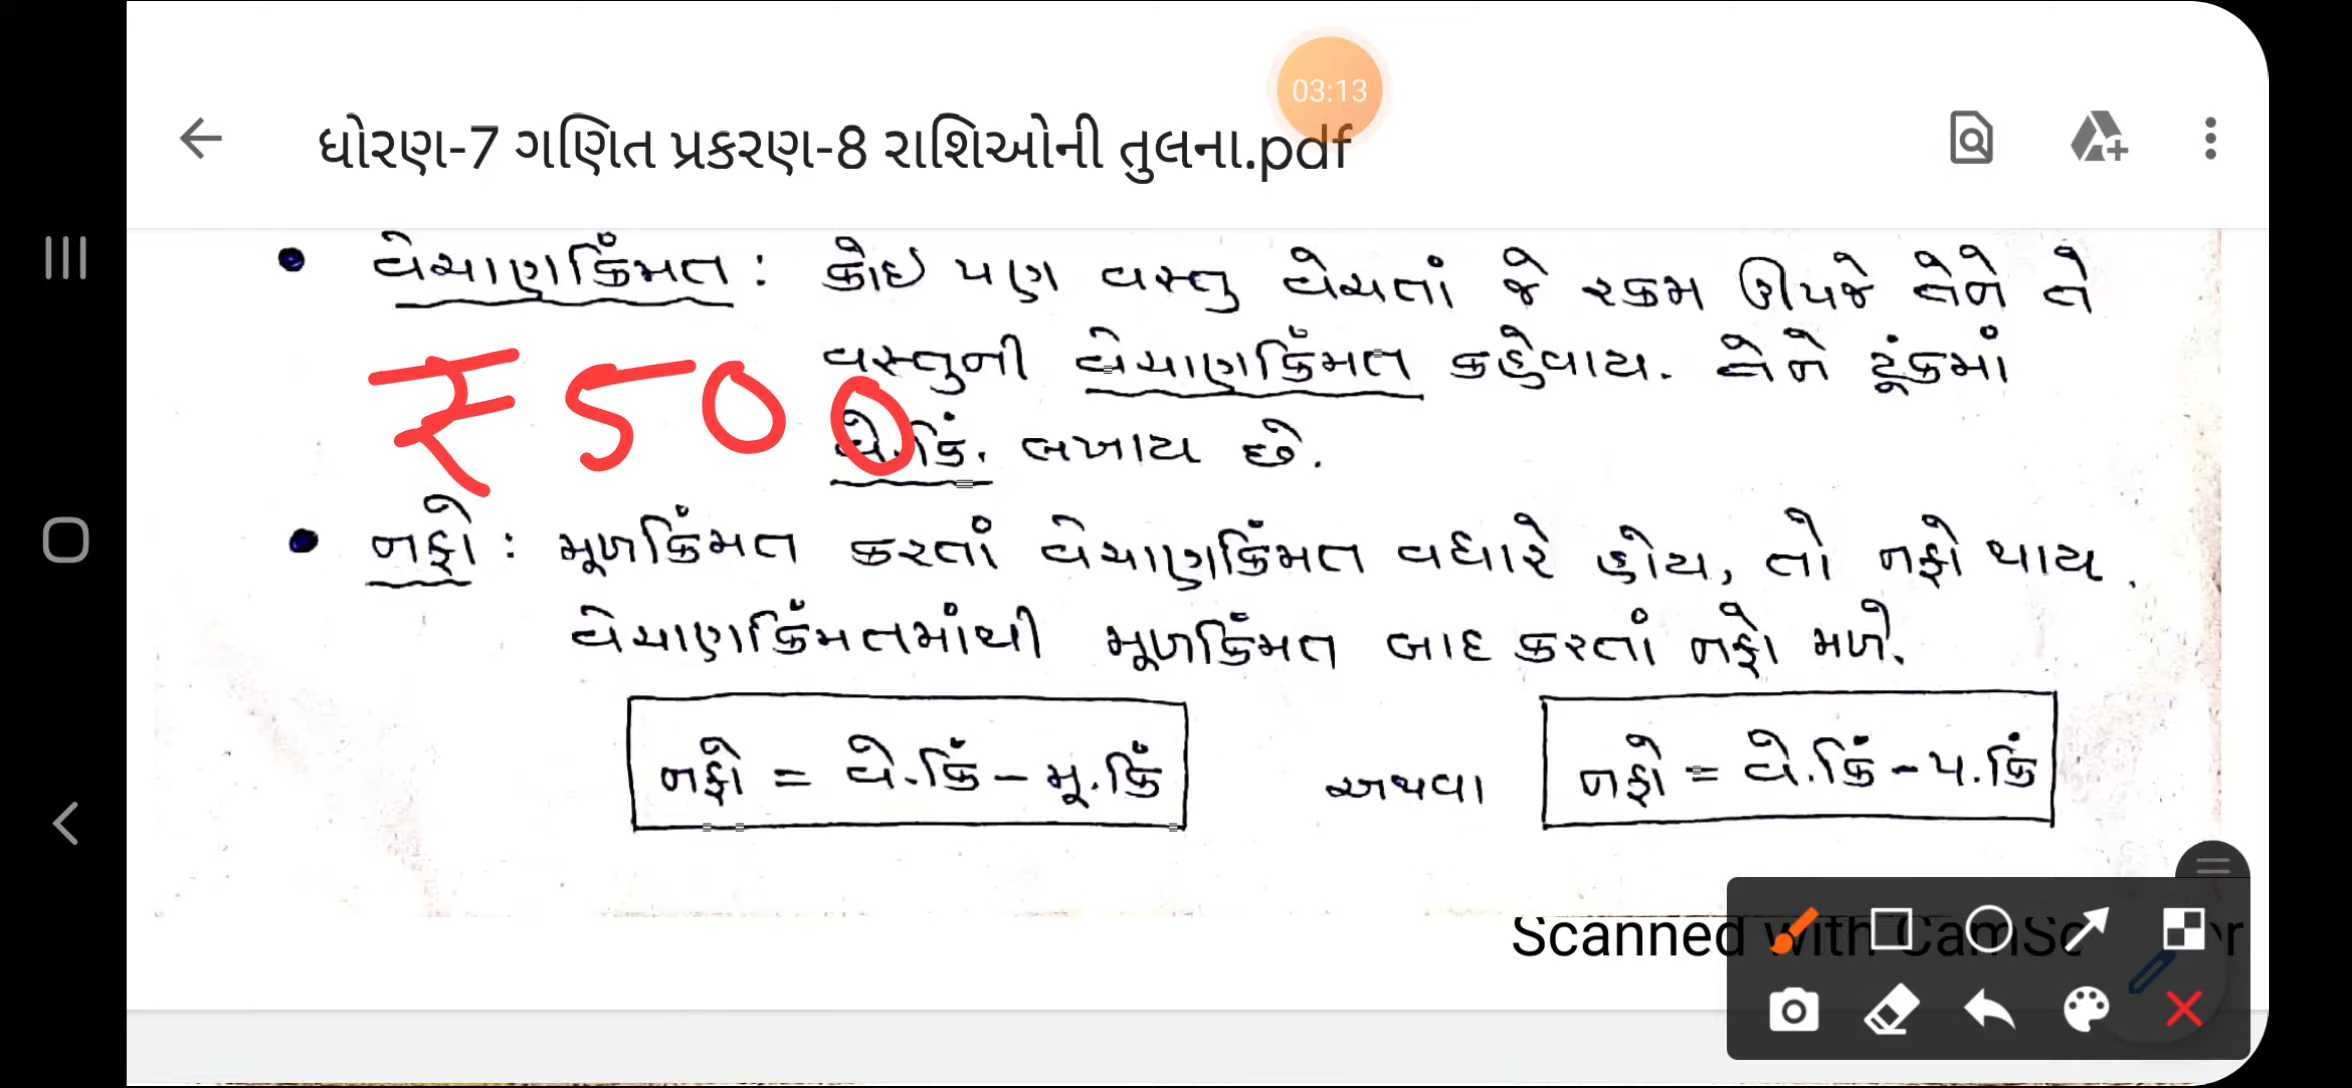 03:13
ધોરણ-7 ગણિત પ્રકરણ-8 રાશિઓની તુલના.pdf
• વેચાણકિંમત : કોઈ પણ વસ્તુ વેચતાં જે રકમ ઊપજે તેને તે
વસ્તુની વેચાણકિંમત કહેવાય. તેને ટૂંકમાં
₹500
વે.કિં. લખાય છે.
• નફો : મૂળકિંમત કરતાં વેચાણકિંમત વધારે હોય, તો નફો થાય.
વેચાણકિંમતમાંથી મૂળકિંમત બાદ કરતાં નફો મળે.
નફો = વે.કિં - મૂ.કિં અથવા નફો = વે.કિં - પ.કિં
Scanned with CamSc